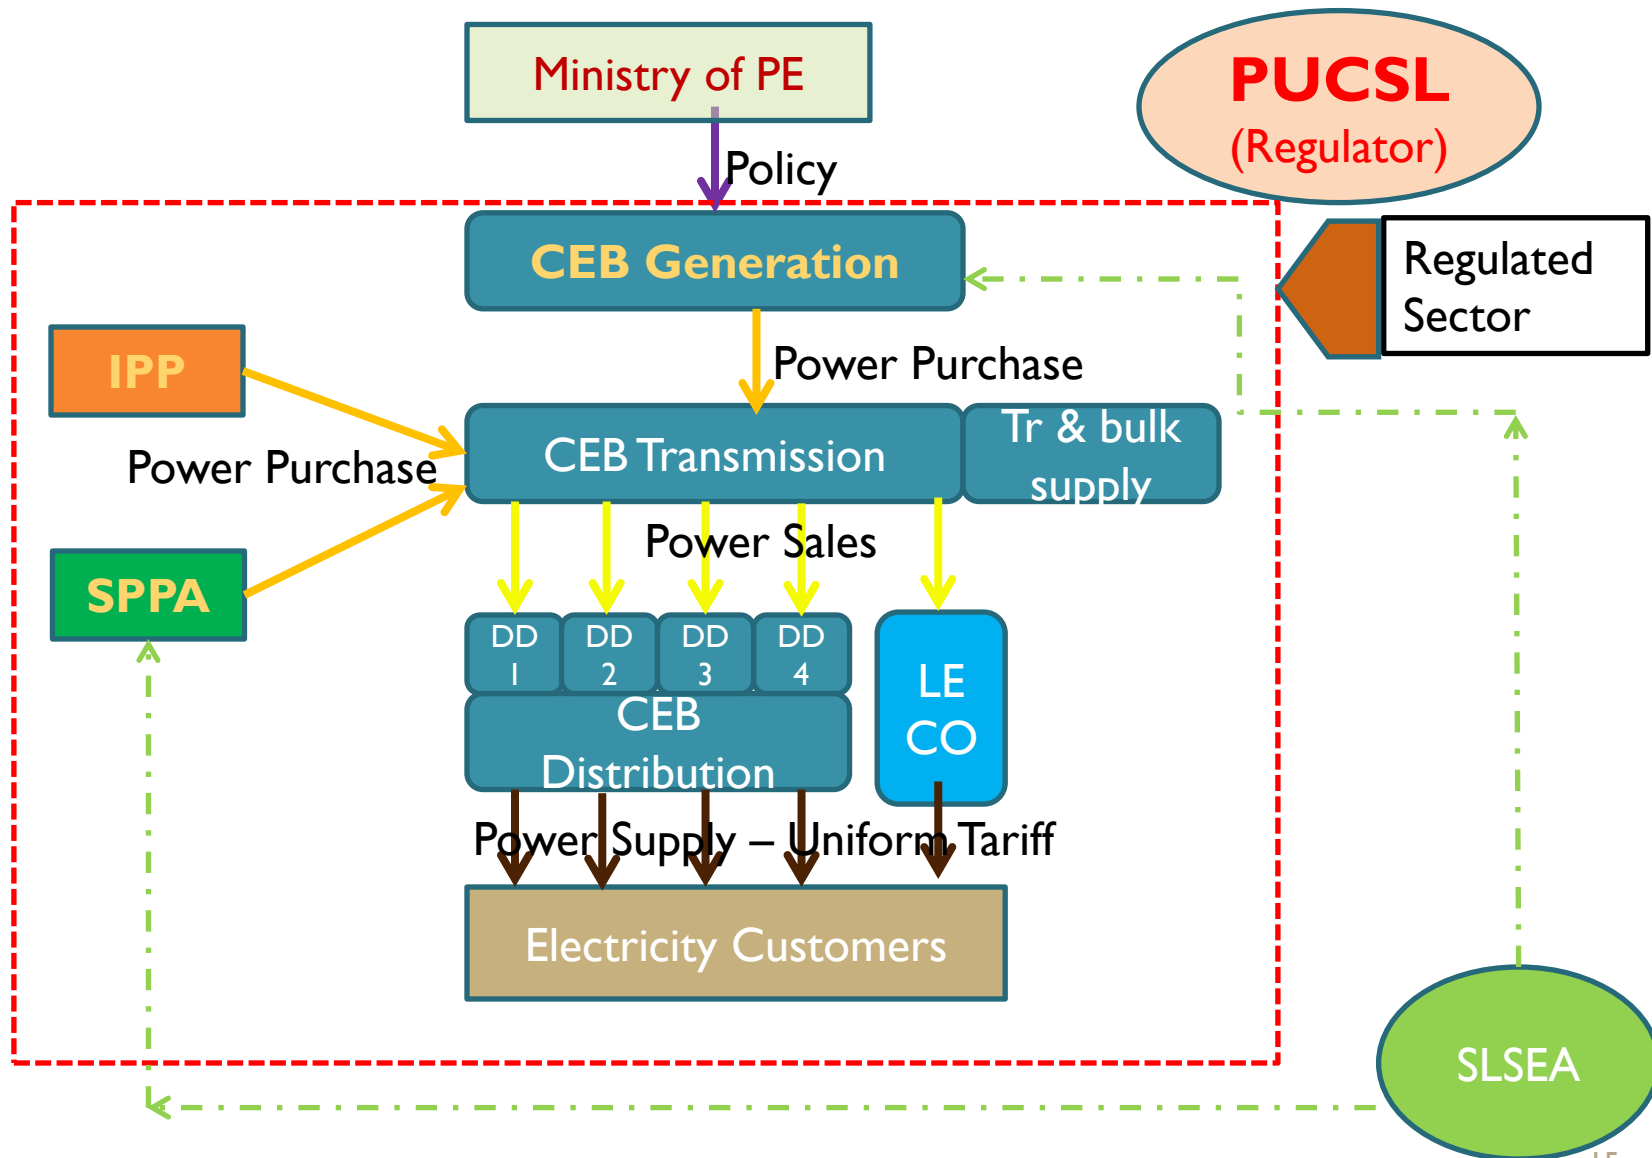 Ministry of PE
PUCSL
(Regulator)
Policy
CEB Generation
Regulated
Sector
IPP
Power Purchase
CEB Transmission
Tr & bulk
supply
Power Purchase
Power Sales
SPPA
DD
1
DD
2
DD
3
DD
4
LE
CO
CEB
Distribution
Power Supply – Uniform Tariff
Electricity Customers
SLSEA